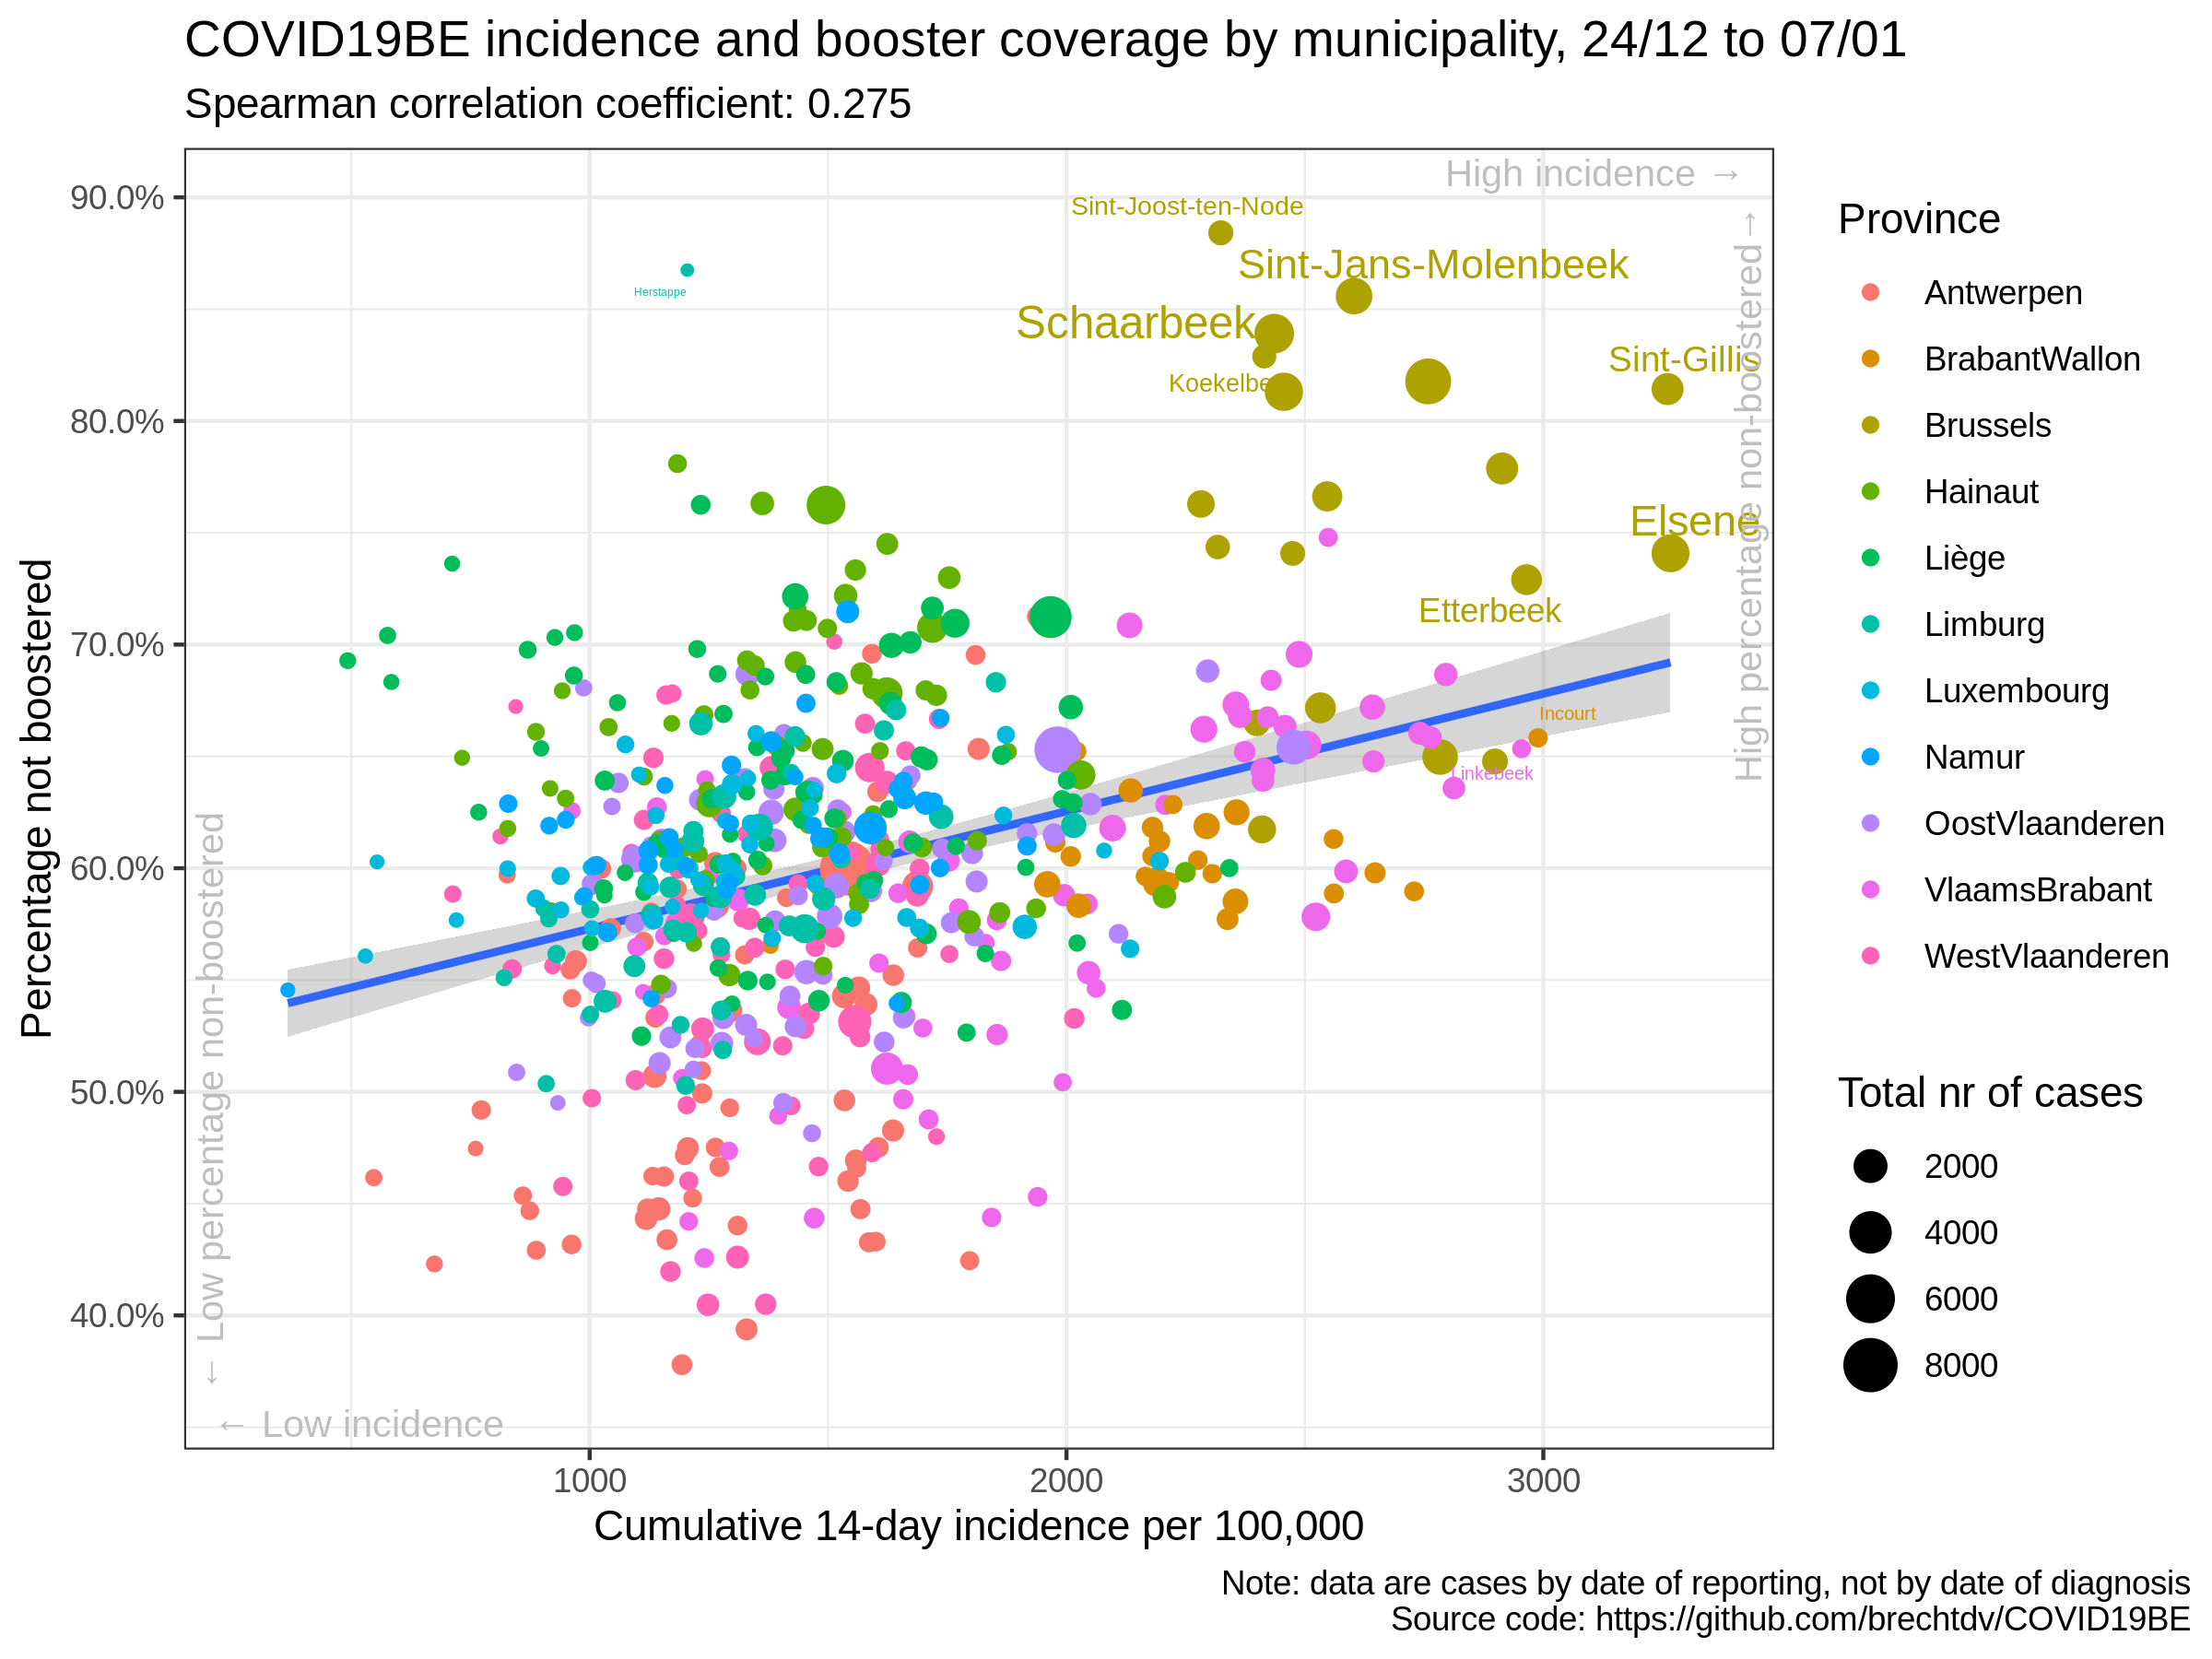 COVID19BE incidence and booster coverage by municipality, 24/12 to 07/01
Spearman correlation coefficient: 0.275
High incidence →
High percentage non-boostered →
← Low percentage non-boostered
← Low incidence
Sint-Joost-ten-Node
Sint-Jans-Molenbeek
Herstappe
Schaarbeek
Sint-Gillis
Elsene
Etterbeek
Incourt
Linkebeek
Percentage not boostered
90.0%
80.0%
70.0%
60.0%
50.0%
40.0%
1000
2000
3000
Cumulative 14-day incidence per 100,000
Province
Antwerpen
BrabantWallon
Brussels
Hainaut
Liège
Limburg
Luxembourg
Namur
OostVlaanderen
VlaamsBrabant
WestVlaanderen
Total nr of cases
2000
4000
6000
8000
Note: data are cases by date of reporting, not by date of diagnosis
Source code: https://github.com/brechtdv/COVID19BE